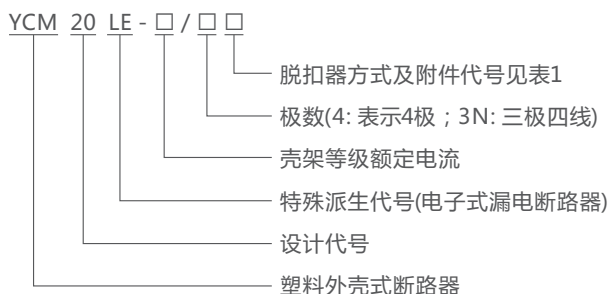 YCM 20 LE - □ / □ □
脱扣器方式及附件代号见表1
极数(4: 表示4极 ; 3N: 三极四线)
壳架等级额定电流
特殊派生代号(电子式漏电断路器)
设计代号
塑料外壳式断路器